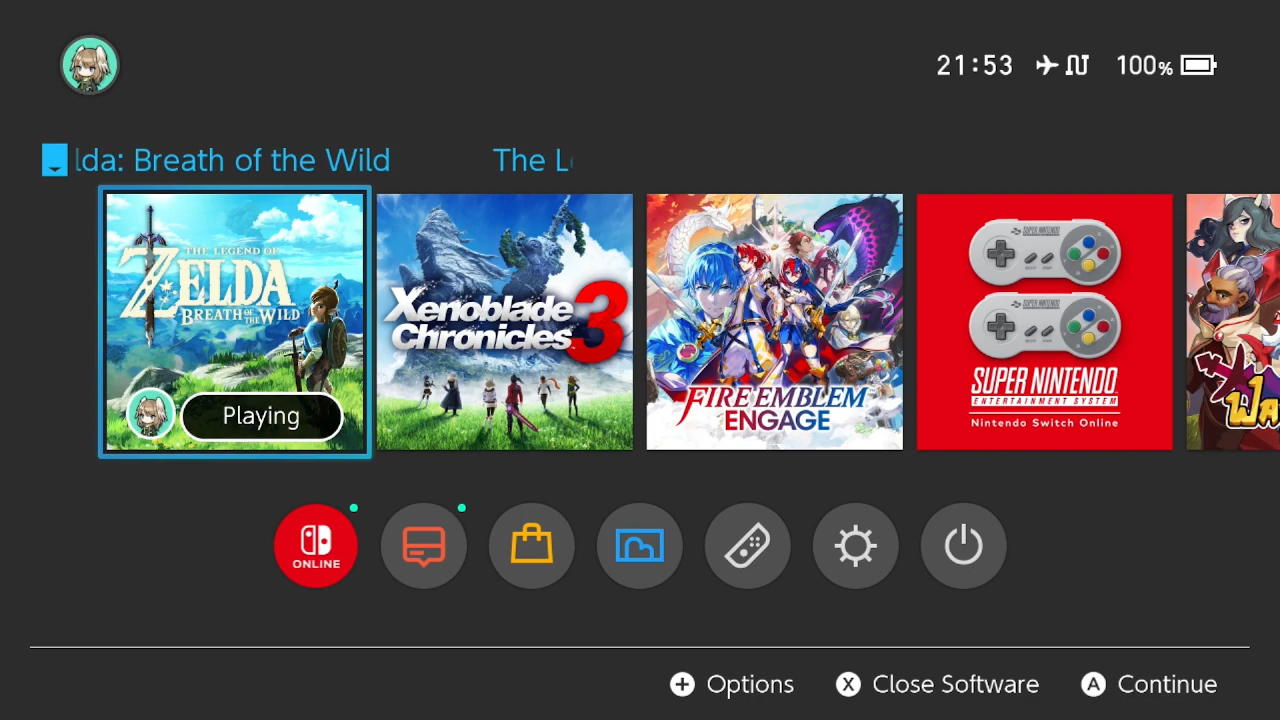 21:53 100%
lda: Breath of the Wild The L
THE LEGEND OF
ZELDA
BREATH OF THE WILD
Playing
Xenoblade
Chronicles 3
FIRE EMBLEM
ENGAGE
SUPER NINTENDO
ENTERTAINMENT SYSTEM
Nintendo Switch Online
ONLINE
+ Options X Close Software A Continue